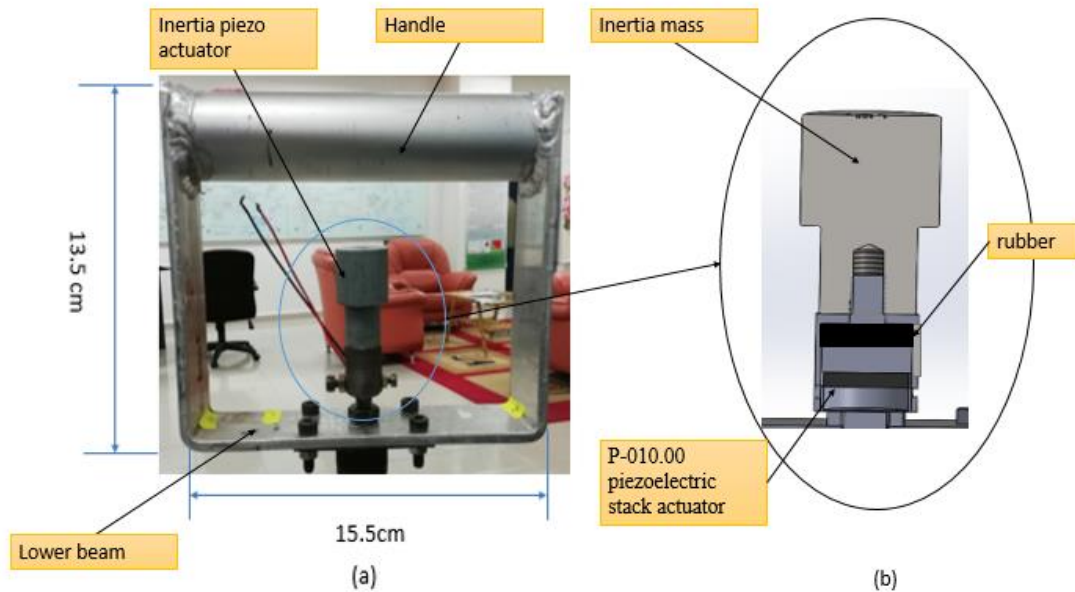 Inertia piezo
actuator
Handle
Inertia mass
13.5 cm
rubber
P-010.00
piezoelectric
stack actuator
Lower beam
15.5cm
(a)
(b)